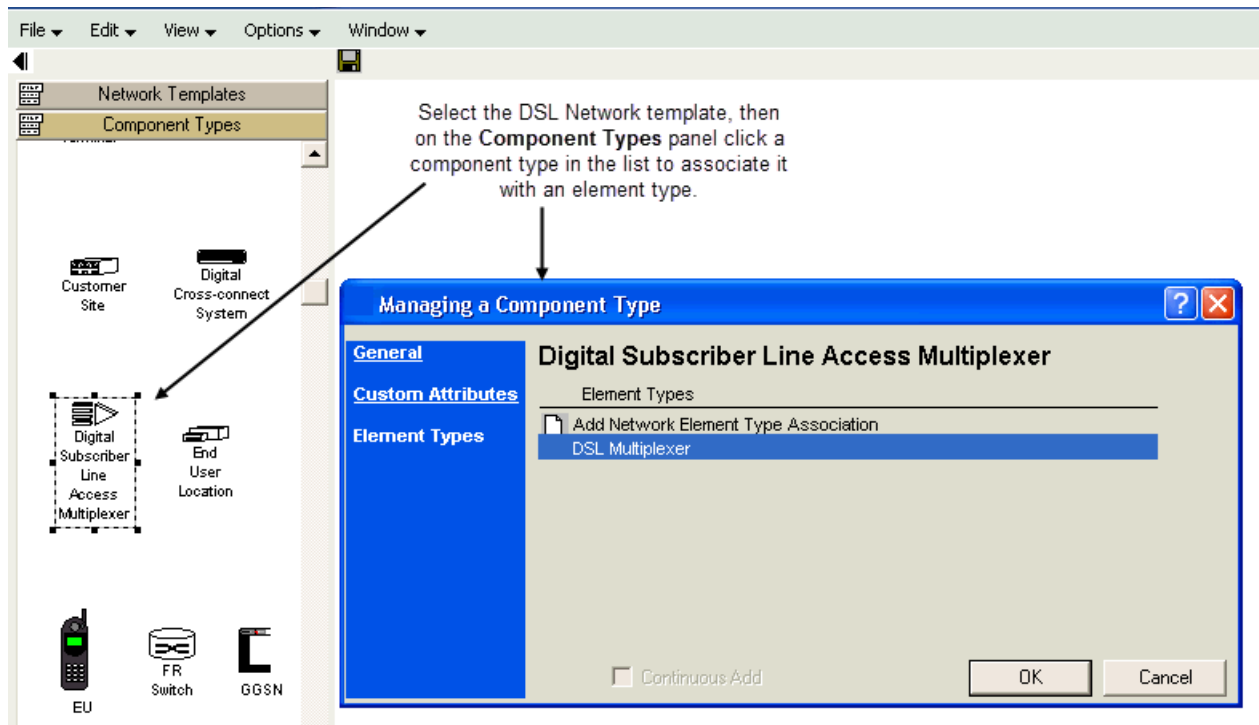 File Edit View Options Window
Network Templates
Component Types
Select the DSL Network template, then
on the Component Types panel click a
component type in the list to associate it
with an element type.
Customer
Site
Digital
Cross-connect
System
Digital
Subscriber
Line
Access
Multiplexer
End
User
Location
EU
FR
Switch
GGSN
Managing a Component Type
General
Custom Attributes
Element Types
Digital Subscriber Line Access Multiplexer
Element Types
Add Network Element Type Association
DSL Multiplexer
Continuous Add
OK
Cancel